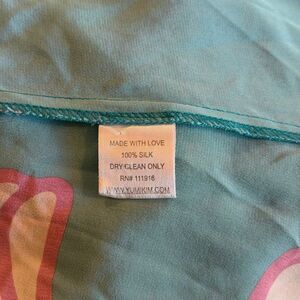 MADE WITH LOVE
100% SILK
DRY CLEAN ONLY
RN# 111916
WWW.YUMIKIM.COM